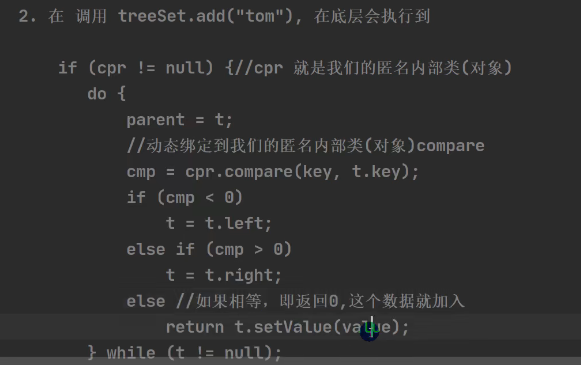 2. 在 调用 treeSet.add("tom"), 在底层会执行到
if (cpr != null) {//cpr 就是我们的匿名内部类(对象)
do {
parent = t;
//动态绑定到我们的匿名内部类(对象)compare
cmp = cpr.compare(key, t.key);
if (cmp < 0)
t = t.left;
else if (cmp > 0)
t = t.right;
else //如果相等，即返回0,这个数据就加入
return t.setValue(value);
} while (t != null);